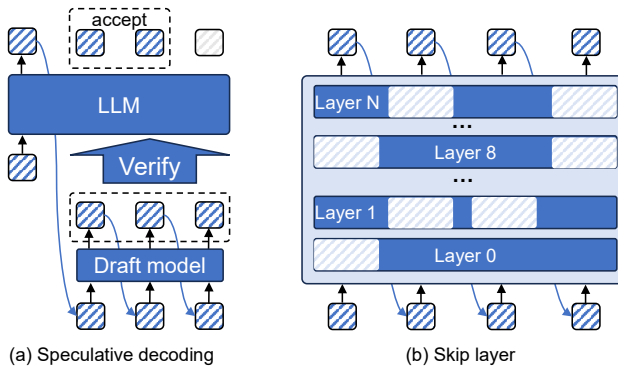 accept
LLM
Verify
Draft model
(a) Speculative decoding
Layer N
...
Layer 8
...
Layer 1
Layer 0
(b) Skip layer